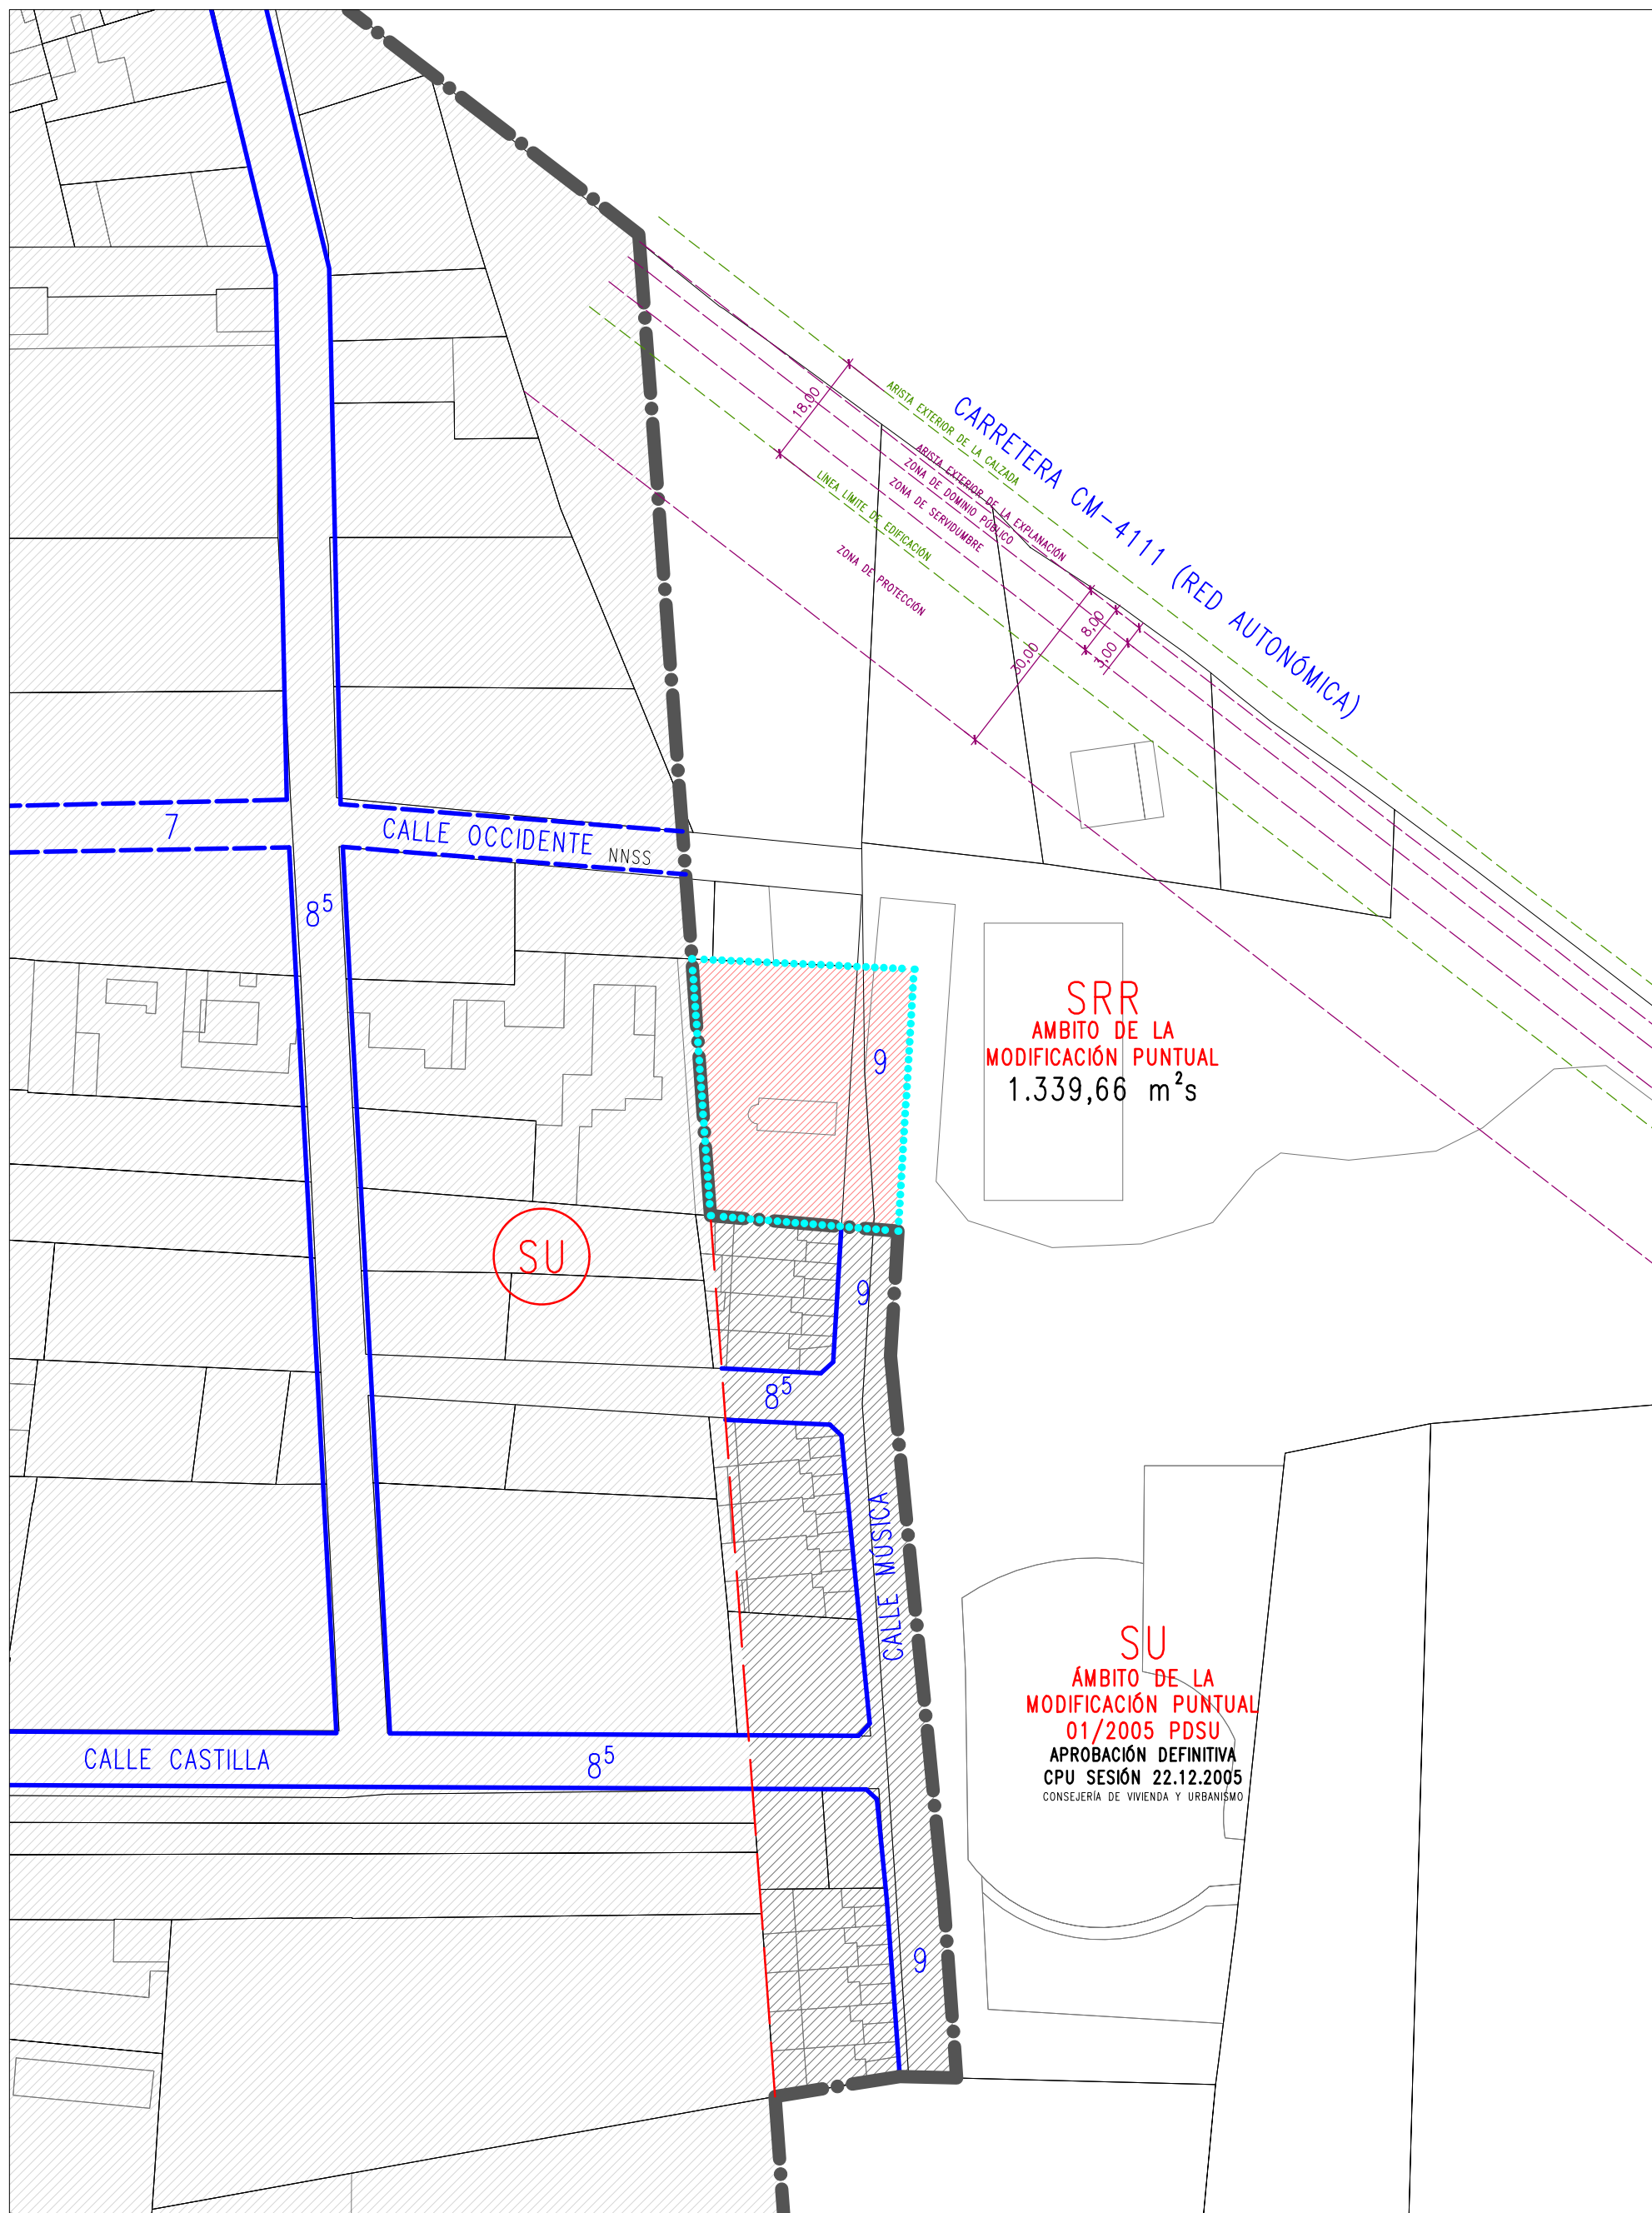 18,00
ARISTA EXTERIOR DE LA CALZADA
CARRETERA CM-4111 (RED AUTONÓMICA)
ARISTA EXTERIOR DE LA EXPLANACIÓN
ZONA DE DOMINIO PÚBLICO
ZONA DE SERVIDUMBRE
LÍNEA LÍMITE DE EDIFICACIÓN
ZONA DE PROTECCIÓN
30,00
8,00
3,00
7
CALLE OCCIDENTE NNSS
8⁵
SRR
AMBITO DE LA
MODIFICACIÓN PUNTUAL
1.339,66 m²s
9
SU
9
8⁵
CALLE MÚSICA
SU
ÁMBITO DE LA
MODIFICACIÓN PUNTUAL
01/2005 PDSU
APROBACIÓN DEFINITIVA
CPU SESIÓN 22.12.2005
CONSEJERÍA DE VIVIENDA Y URBANISMO
CALLE CASTILLA
8⁵
9